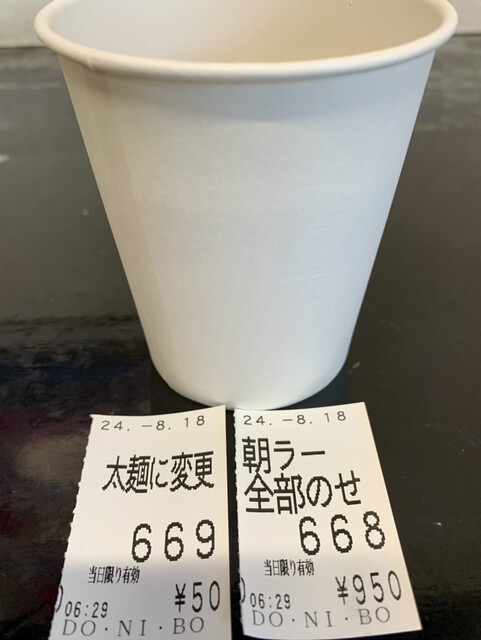 24.-8.18
太麺に変更
669
当日限り有効
06:29 ¥50
DO・NI・BO
24.-8.18
朝ラー
全部のせ
668
当日限り有効
06:29 ¥950
DO・NI・BO